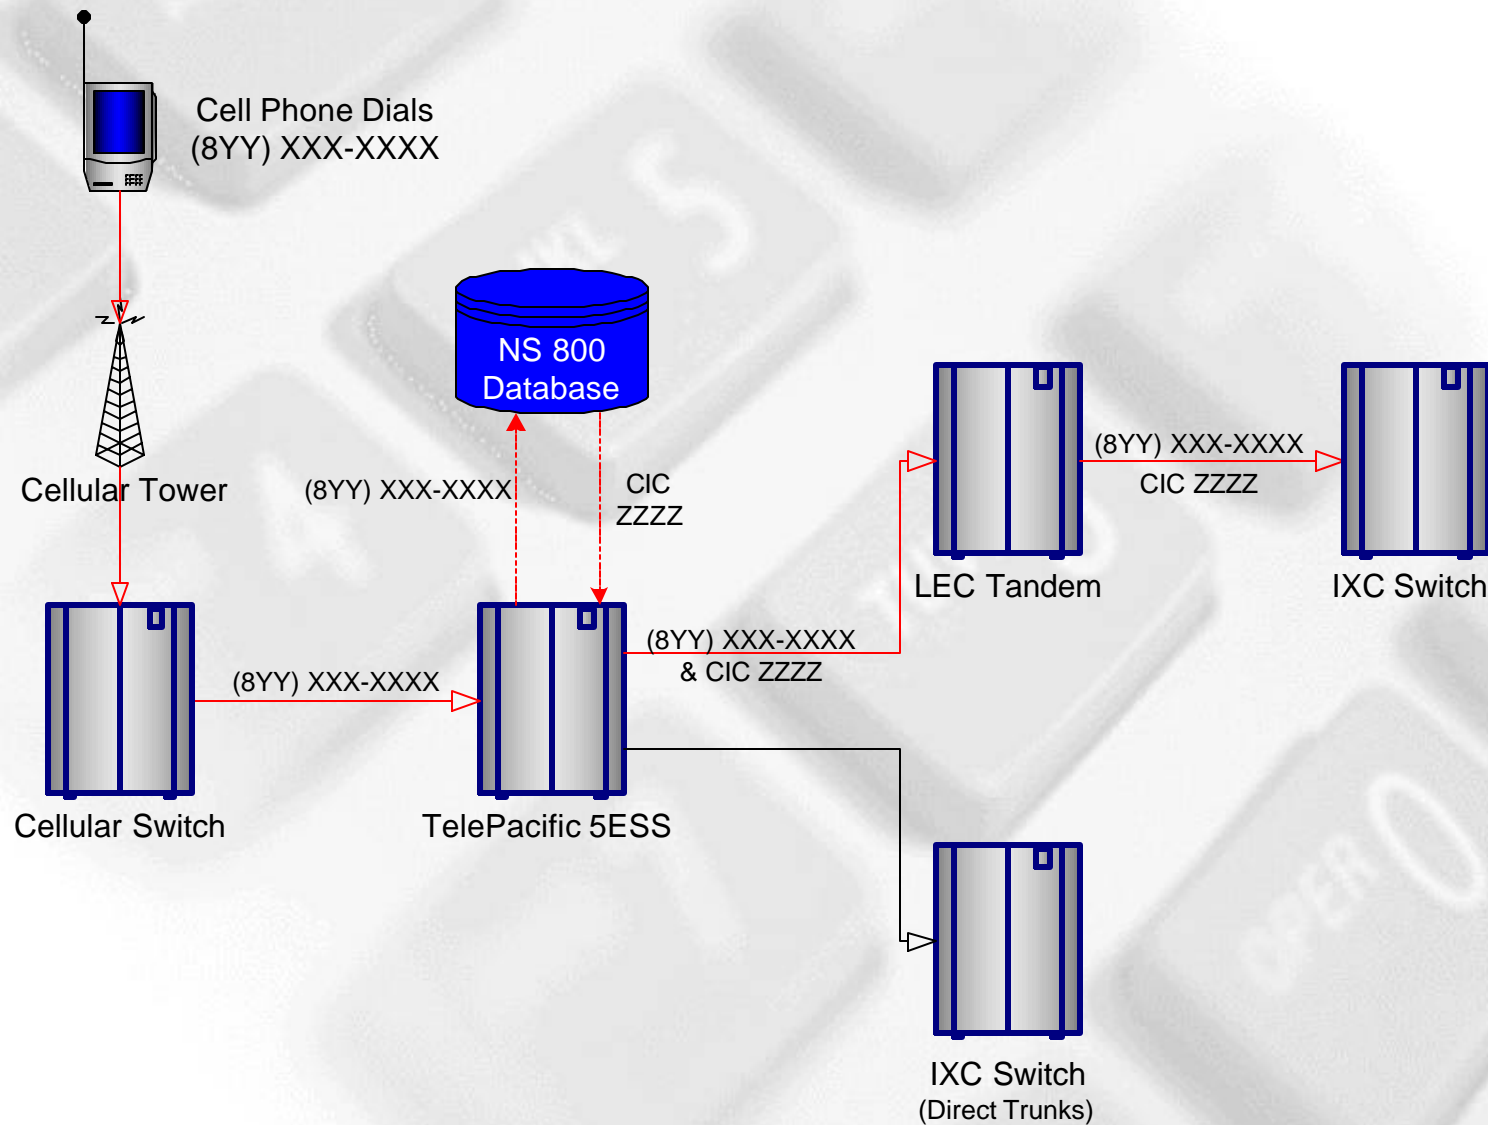 Cell Phone Dials
(8YY) XXX-XXXX
NS 800
Database
(8YY) XXX-XXXX
CIC ZZZZ
Cellular Tower
(8YY) XXX-XXXX
CIC
ZZZZ
LEC Tandem
IXC Switch
(8YY) XXX-XXXX
& CIC ZZZZ
(8YY) XXX-XXXX
Cellular Switch
TelePacific 5ESS
IXC Switch
(Direct Trunks)
OPER